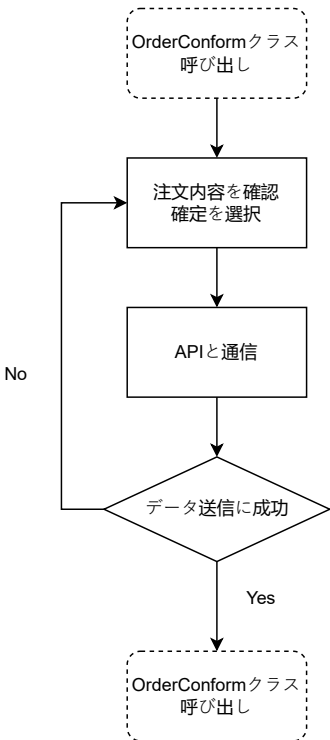 OrderConformクラス
呼び出し
注文内容を確認
確定を選択
APIと通信
No
データ送信に成功
Yes
OrderConformクラス
呼び出し